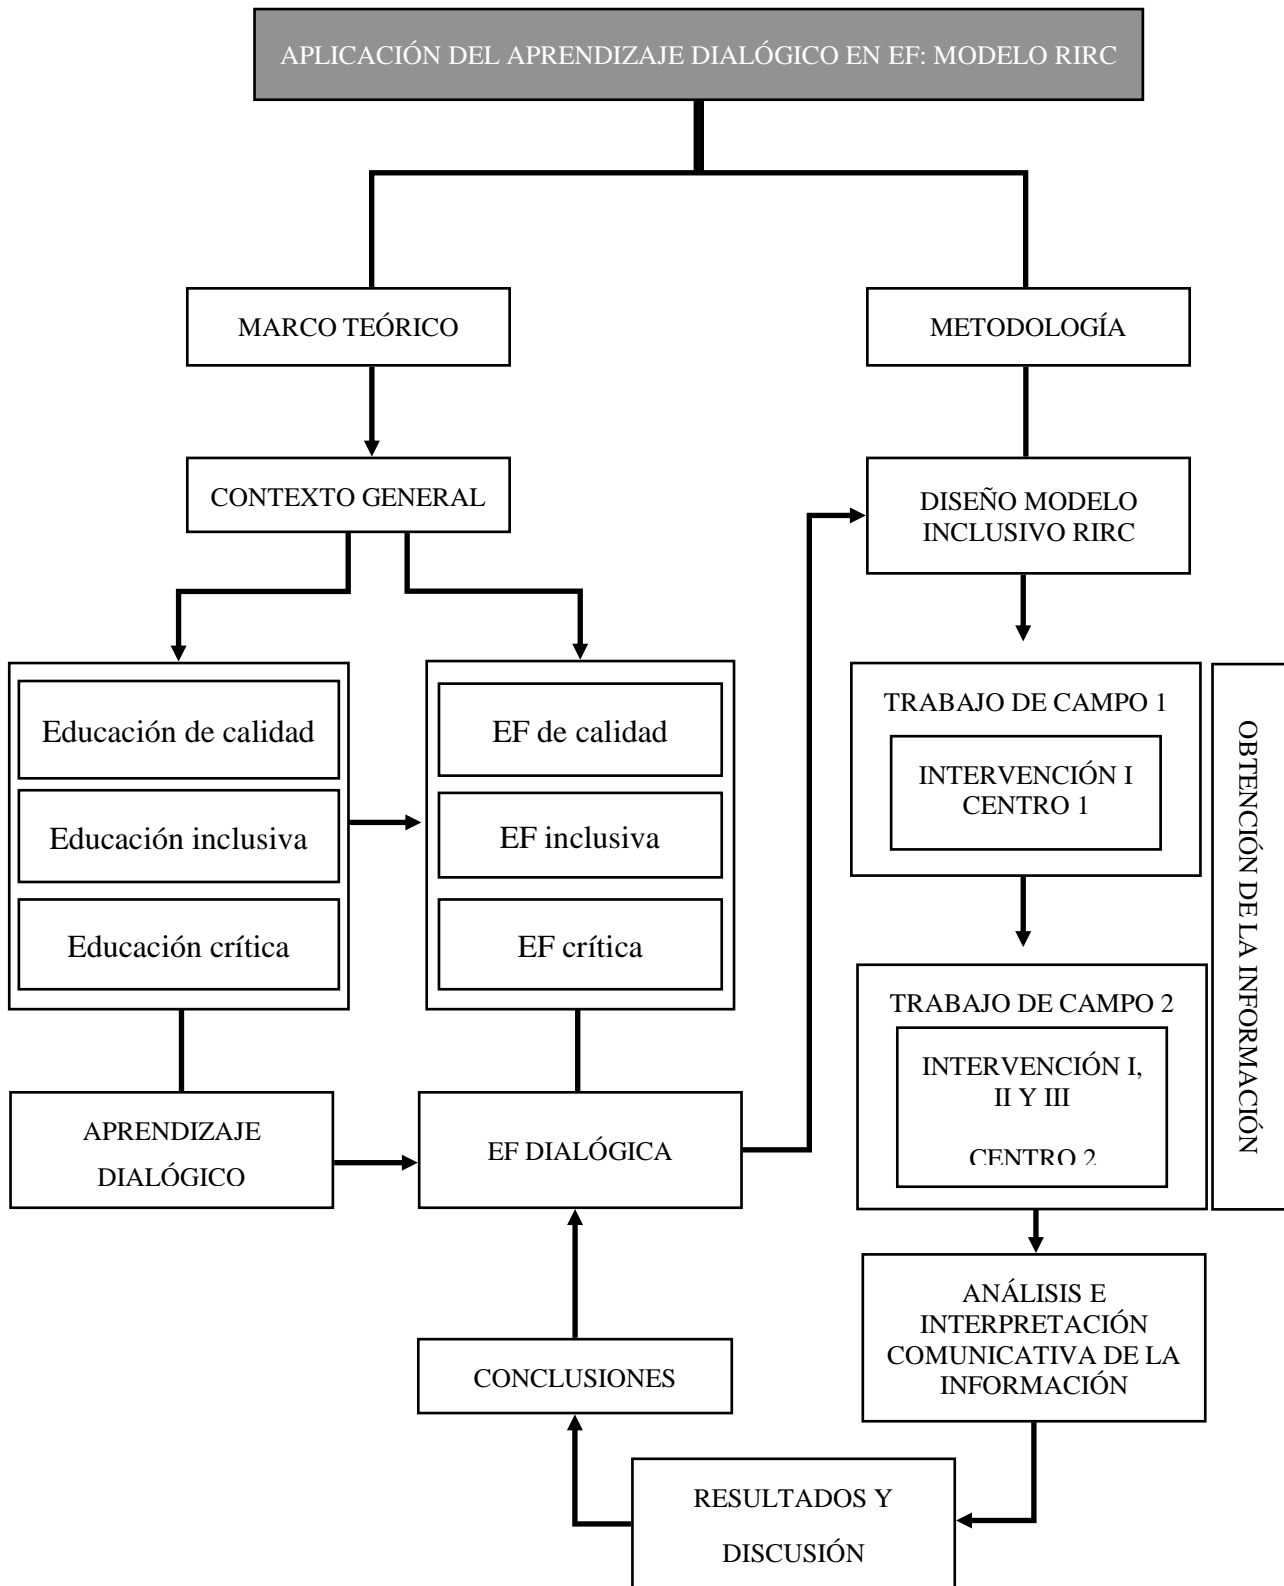 APLICACIÓN DEL APRENDIZAJE DIALÓGICO EN EF: MODELO RIRC
MARCO TEÓRICO
METODOLOGÍA
CONTEXTO GENERAL
DISEÑO MODELO
INCLUSIVO RIRC
Educación de calidad
Educación inclusiva
Educación crítica
EF de calidad
EF inclusiva
EF crítica
TRABAJO DE CAMPO 1
INTERVENCIÓN I
CENTRO 1
OBTENCIÓN DE LA INFORMACIÓN
TRABAJO DE CAMPO 2
INTERVENCIÓN I,
II Y III
CENTRO 2
APRENDIZAJE
DIALÓGICO
EF DIALÓGICA
ANÁLISIS E
INTERPRETACIÓN
COMUNICATIVA DE LA
INFORMACIÓN
CONCLUSIONES
RESULTADOS Y
DISCUSIÓN